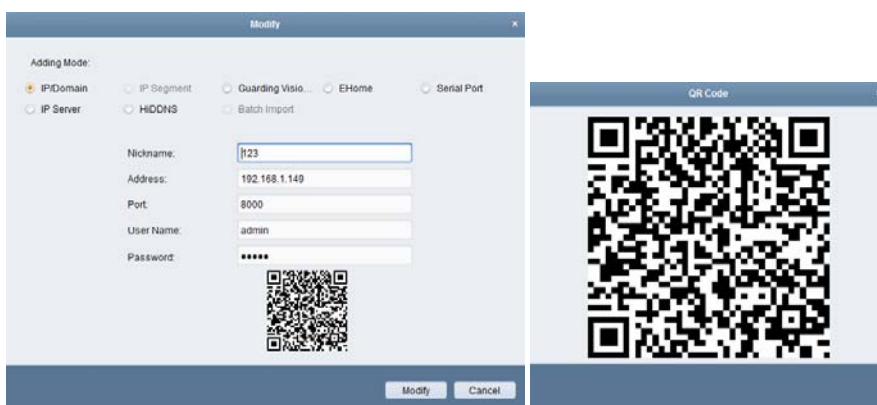 Modify
Adding Mode:
IP/Domain IP Segment Guarding Visio... EHome Serial Port
IP Server HiDDNS Batch Import
Nickname: 123
Address: 192.168.1.149
Port: 8000
User Name: admin
Password: •••••
Modify Cancel
QR Code